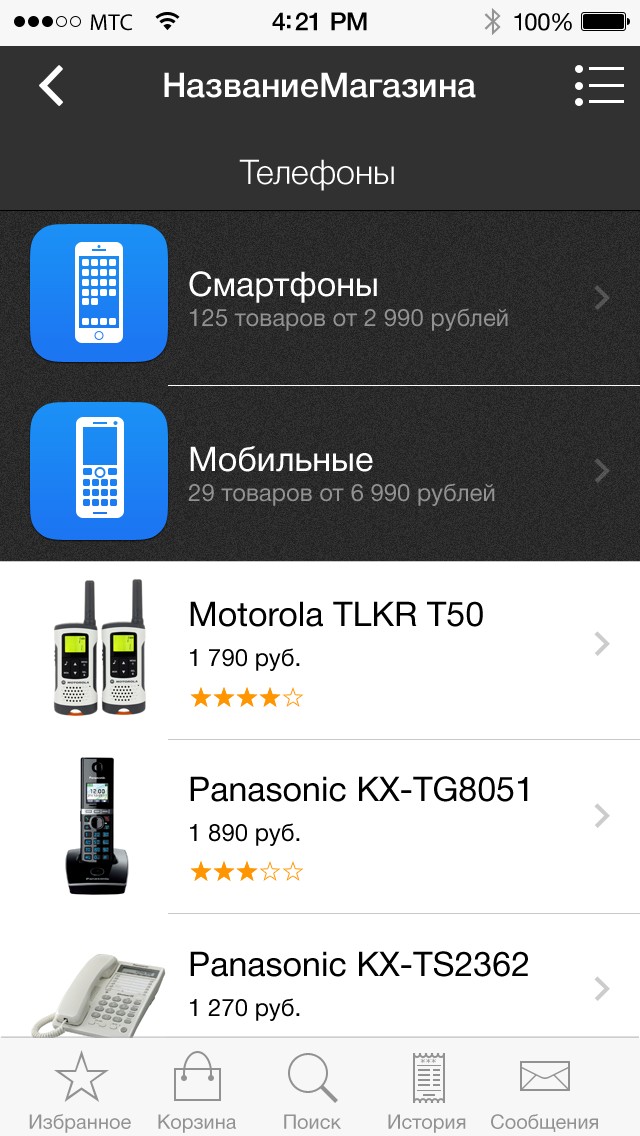 МТС 4:21 PM 100%
НазваниеМагазина
Телефоны
Смартфоны
125 товаров от 2 990 рублей
Мобильные
29 товаров от 6 990 рублей
Motorola TLKR T50
1 790 руб.
Panasonic KX-TG8051
1 890 руб.
Panasonic KX-TS2362
1 270 руб.
Избранное Корзина Поиск История Сообщения